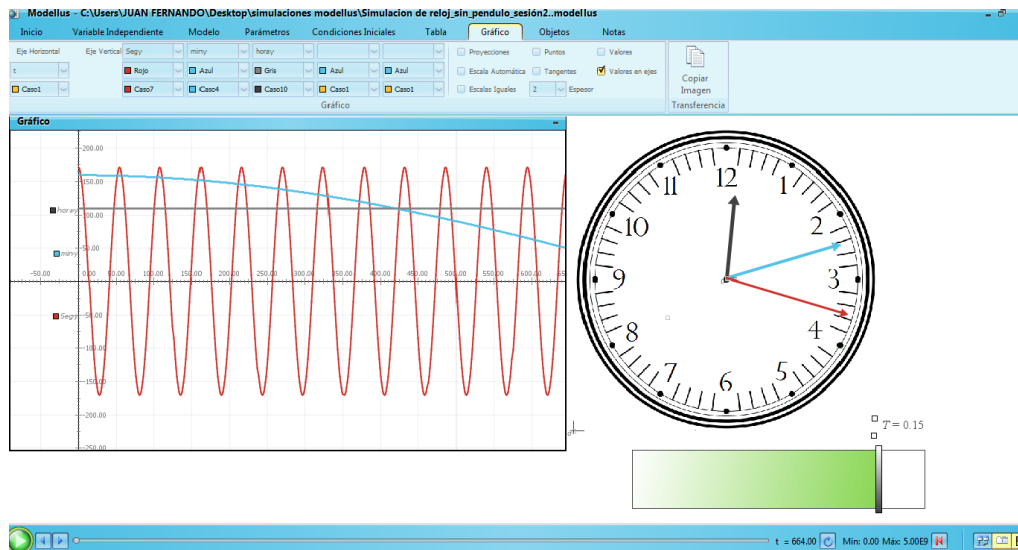 Modellus - C:\Users\JUAN FERNANDO\Desktop\simulaciones modellus\Simulacion de reloj_sin_pendulo_sesión2..modellus
Inicio Variable Independiente Modelo Parámetros Condiciones Iniciales Tabla Gráfico Objetos Notas
Eje Horizontal Eje Vertical Segy miny horay Proyecciones Puntos Valores
t Rojo Azul Gris Azul Azul Escala Automática Tangentes Valores en ejes
Caso1 Caso7 Caso4 Caso10 Caso1 Caso1 Escalas Iguales 2 Espesor
Copiar
Imagen
Gráfico Transferencia
Gráfico
200.00
150.00
horay
100.00
miny
50.00
-50.00 0.00 50.00 100.00 150.00 200.00 250.00 300.00 350.00 400.00 450.00 500.00 550.00 600.00
Segy
-50.00
-100.00
-150.00
-200.00
-250.00
12
11 1
10 2
9 3
8 4
7 5
6
T = 0.15
t = 664.00 Mín: 0.00 Máx: 5.00E9